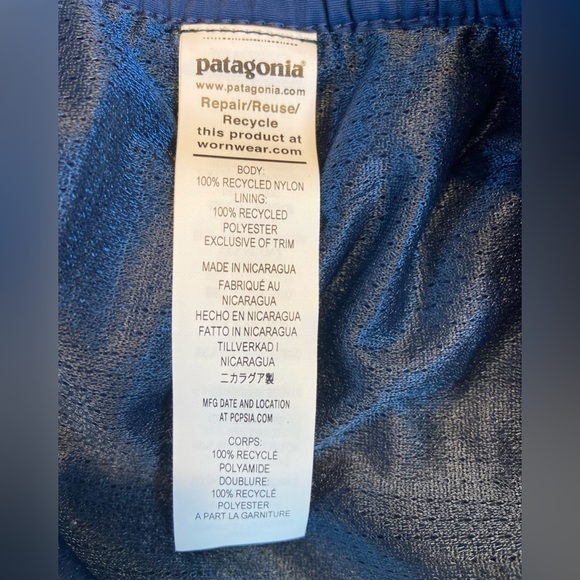 patagonia®
www.patagonia.com
Repair/Reuse/
Recycle
this product at
wornwear.com
BODY:
100% RECYCLED NYLON
LINING:
100% RECYCLED
POLYESTER
EXCLUSIVE OF TRIM
MADE IN NICARAGUA
FABRIQUÉ AU
NICARAGUA
HECHO EN NICARAGUA
FATTO IN NICARAGUA
TILLVERKAD I
NICARAGUA
ニカラグア製
MFG DATE AND LOCATION
AT PCPSIA.COM
CORPS:
100% RECYCLÉ
POLYAMIDE
DOUBLURE:
100% RECYCLÉ
POLYESTER
A PART LA GARNITURE